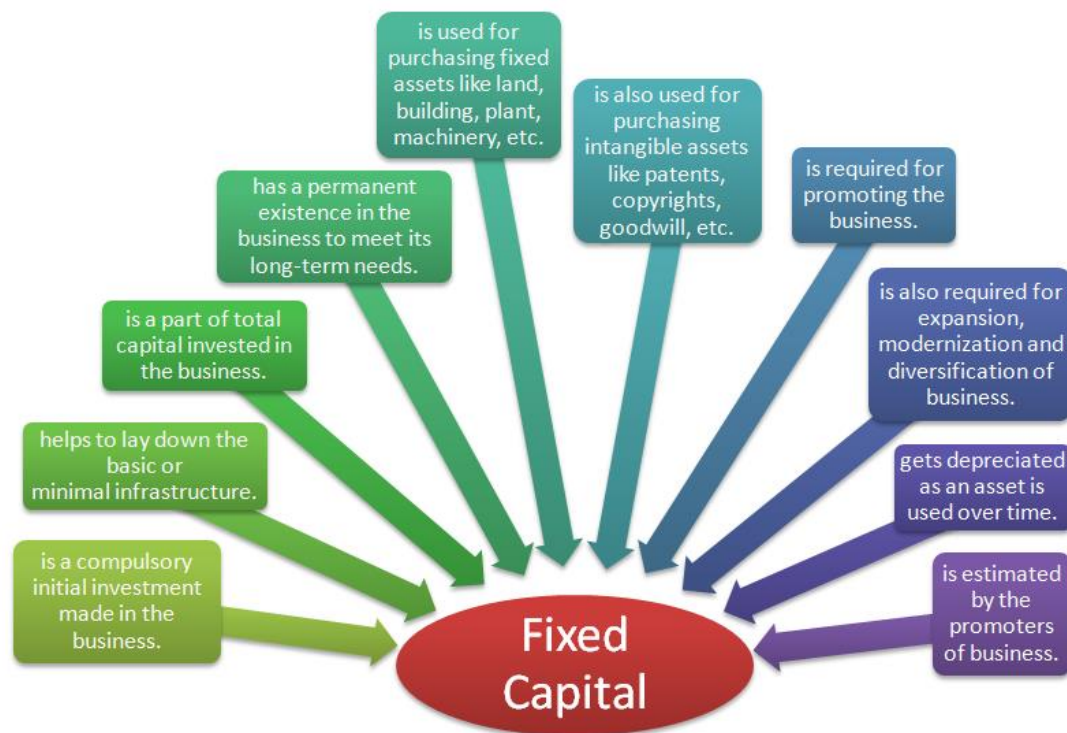 is a compulsory
initial investment
made in the
business.
helps to lay down the
basic or
minimal infrastructure.
is a part of total
capital invested in
the business.
has a permanent
existence in the
business to meet its
long-term needs.
is used for
purchasing fixed
assets like land,
building, plant,
machinery, etc.
is also used for
purchasing
intangible assets
like patents,
copyrights,
goodwill, etc.
is required for
promoting the
business.
is also required for
expansion,
modernization and
diversification of
business.
gets depreciated
as an asset is
used over time.
is estimated
by the
promoters
of business.
Fixed
Capital